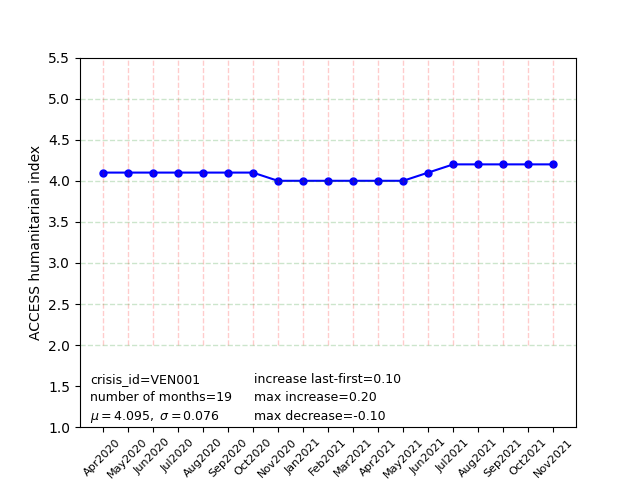 5.5
5.0
4.5
4.0
3.5
3.0
2.5
2.0
1.5
1.0
ACCESS humanitarian index
crisis_id=VEN001
number of months=19
μ=4.095, σ=0.076
increase last-first=0.10
max increase=0.20
max decrease=-0.10
Apr2020
May2020
Jun2020
Jul2020
Aug2020
Sep2020
Oct2020
Nov2020
Jan2021
Feb2021
Mar2021
Apr2021
May2021
Jun2021
Jul2021
Aug2021
Sep2021
Oct2021
Nov2021